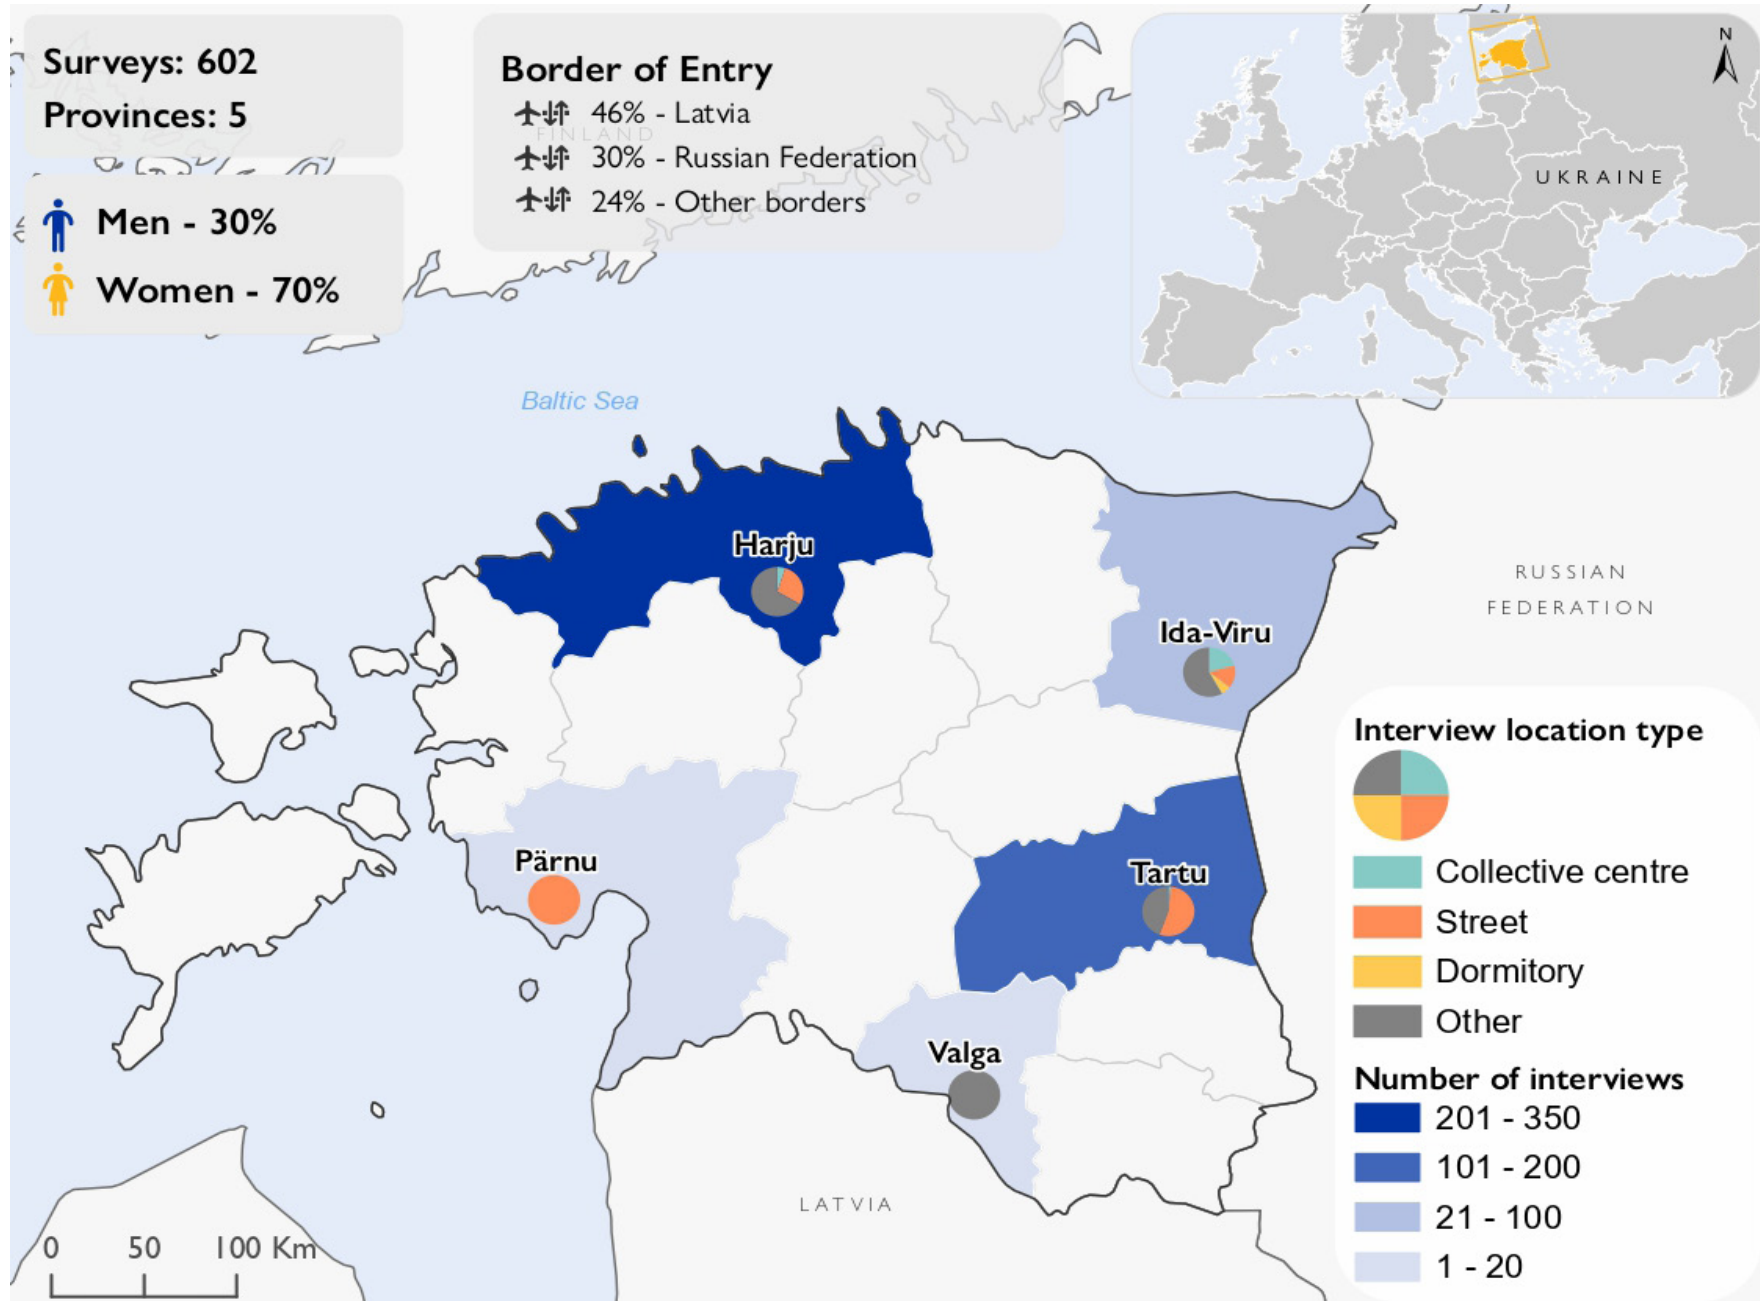 Surveys: 602
Provinces: 5
Men - 30%
Women - 70%
Border of Entry
46% - Latvia
FINLAND
30% - Russian Federation
24% - Other borders
N
UKRAINE
Baltic Sea
Harju
Ida-Viru
Pärnu
Tartu
Valga
RUSSIAN
FEDERATION
LATVIA
0 50 100 Km
Interview location type
Collective centre
Street
Dormitory
Other
Number of interviews
201 - 350
101 - 200
21 - 100
1 - 20